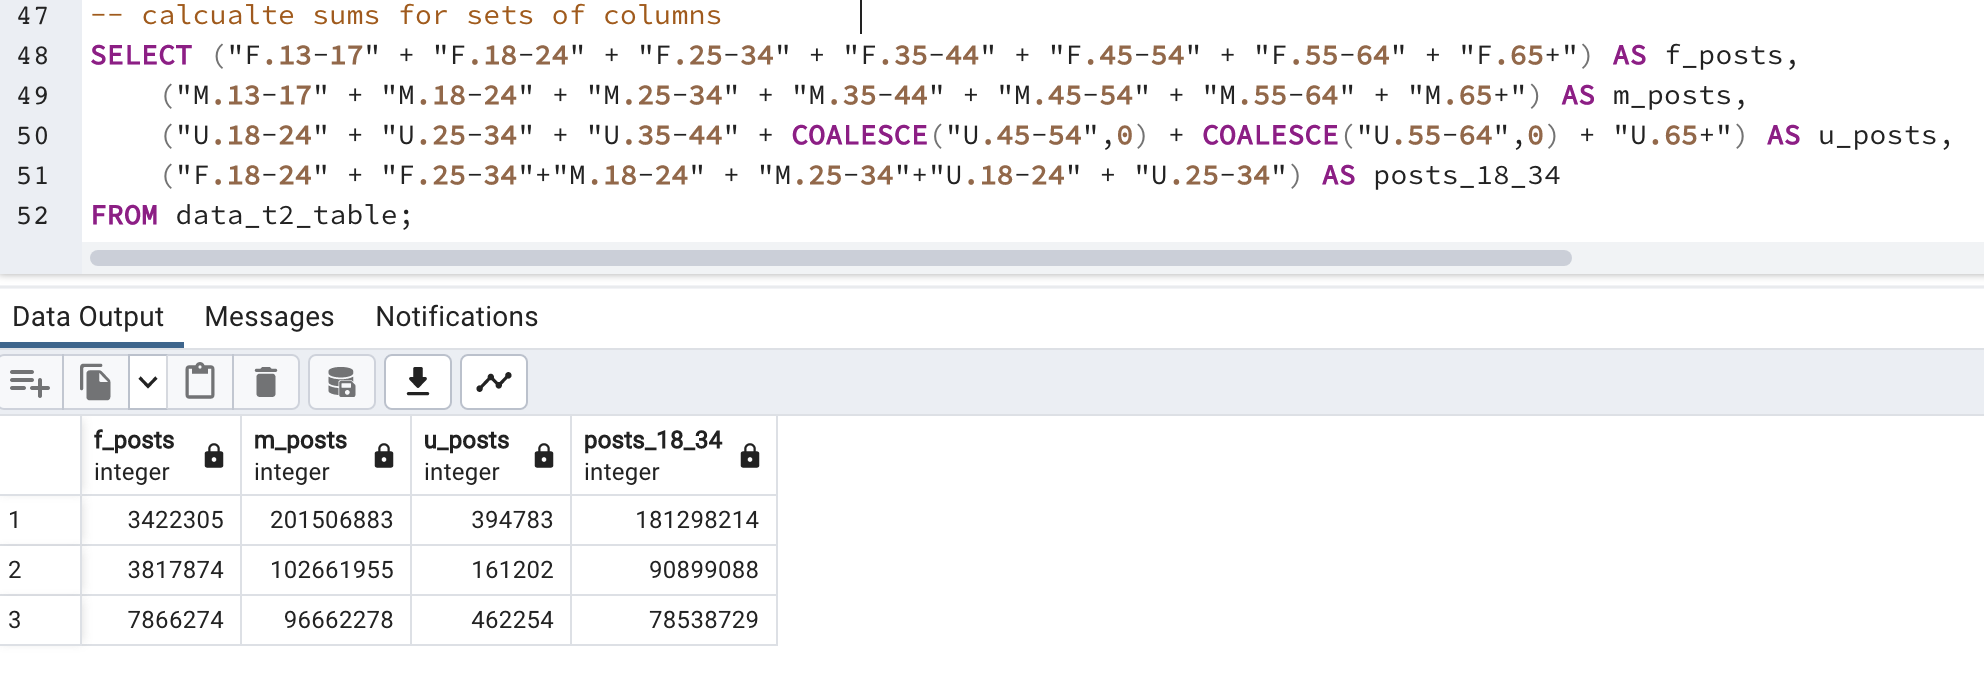 47 -- calcualte sums for sets of columns
48 SELECT ("F.13-17" + "F.18-24" + "F.25-34" + "F.35-44" + "F.45-54" + "F.55-64" + "F.65+") AS f_posts,
49 ("M.13-17" + "M.18-24" + "M.25-34" + "M.35-44" + "M.45-54" + "M.55-64" + "M.65+") AS m_posts,
50 ("U.18-24" + "U.25-34" + "U.35-44" + COALESCE("U.45-54",0) + COALESCE("U.55-64",0) + "U.65+") AS u_posts,
51 ("F.18-24" + "F.25-34"+"M.18-24" + "M.25-34"+"U.18-24" + "U.25-34") AS posts_18_34
52 FROM data_t2_table;
Data Output Messages Notifications
f_posts m_posts u_posts posts_18_34
integer integer integer integer
1 3422305 201506883 394783 181298214
2 3817874 102661955 161202 90899088
3 7866274 96662278 462254 78538729